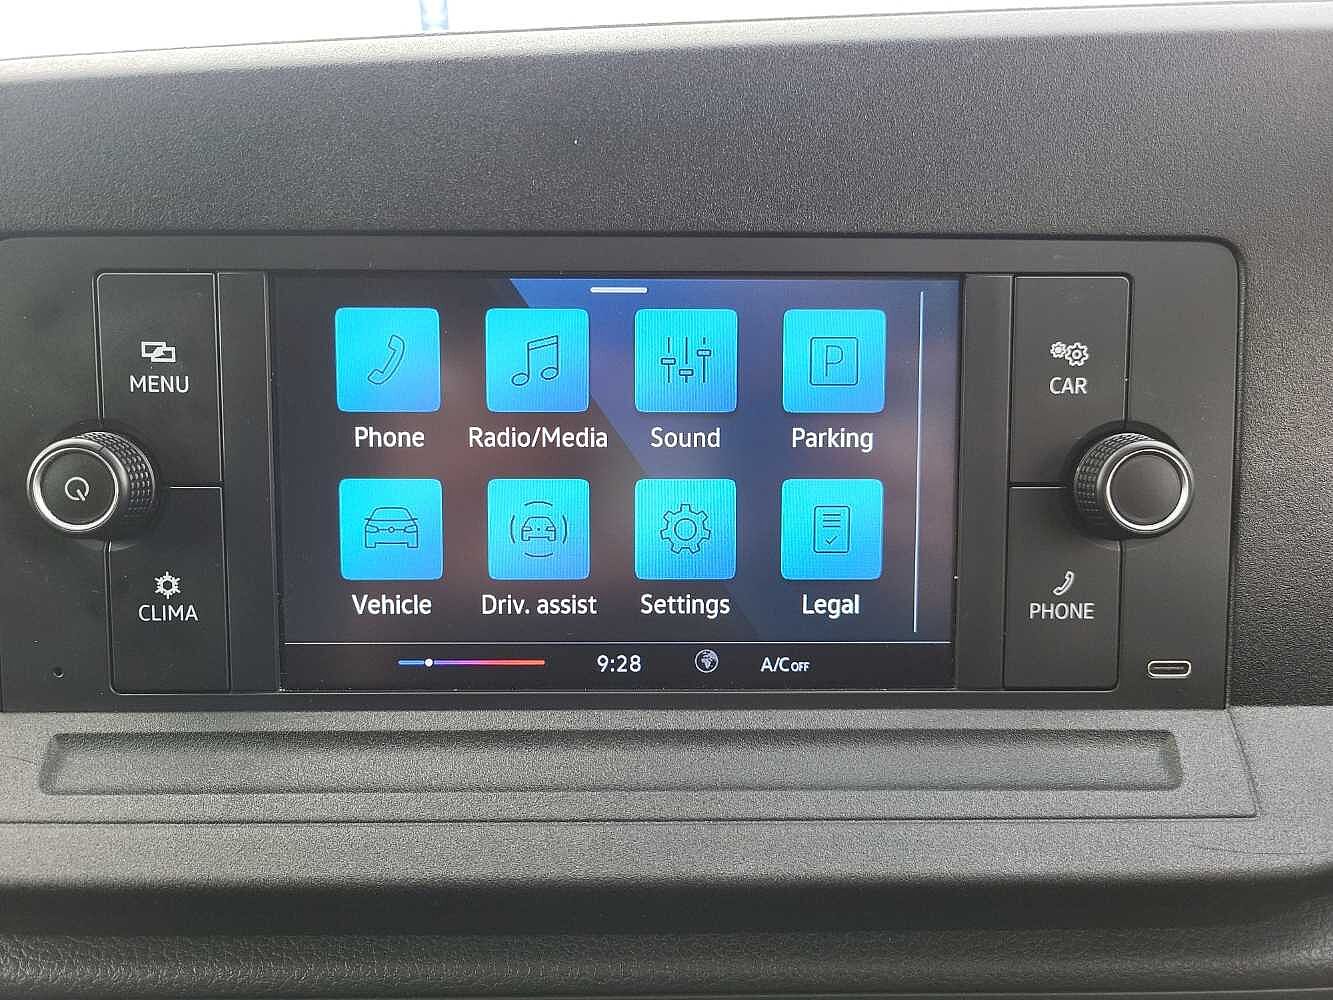 MENU
CAR
P
Phone Radio/Media Sound Parking
Vehicle Driv. assist Settings Legal
CLIMA
PHONE
9:28 A/C OFF